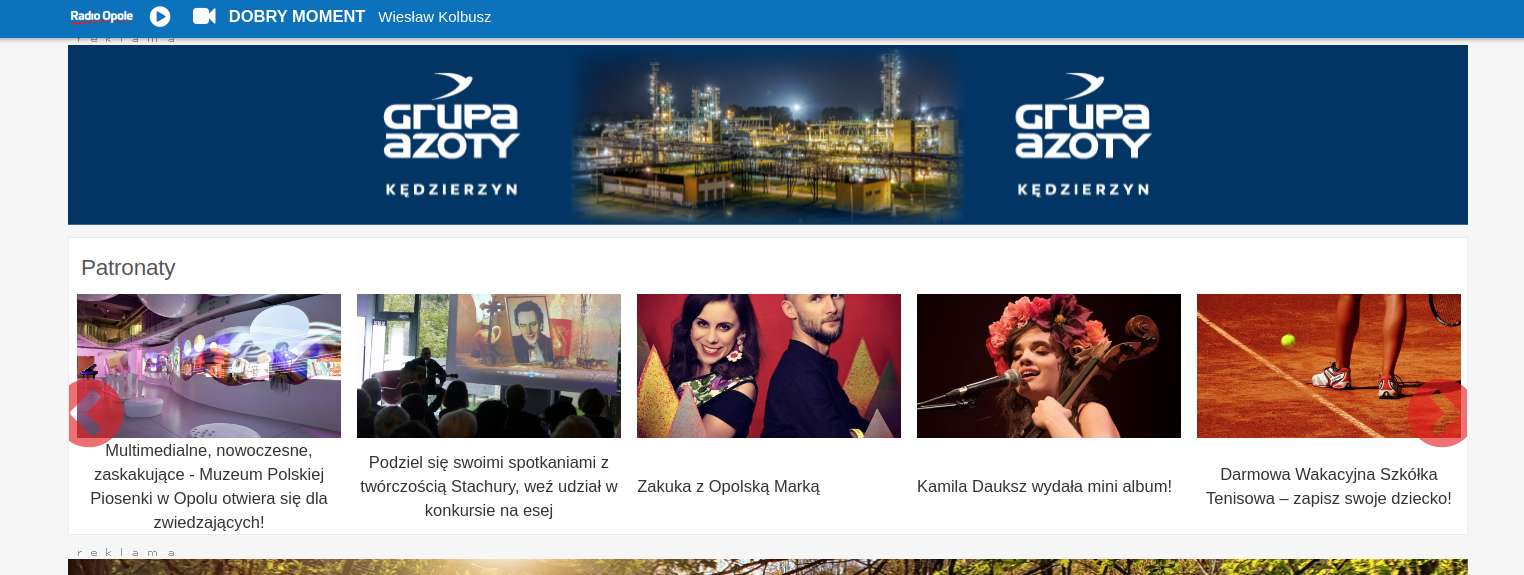 Radio Opole DOBRY MOMENT Wiesław Kolbusz
reklama
GRUPA
AZOTY
KĘDZIERZYN
GRUPA
AZOTY
KĘDZIERZYN
Patronaty
Multimedialne, nowoczesne,
zaskakujące - Muzeum Polskiej
Piosenki w Opolu otwiera się dla
zwiedzających!
Podziel się swoimi spotkaniami z
twórczością Stachury, weź udział w
konkursie na esej
Zakuka z Opolską Marką
Kamila Dauksz wydała mini album!
Darmowa Wakacyjna Szkółka
Tenisowa – zapisz swoje dziecko!
reklama